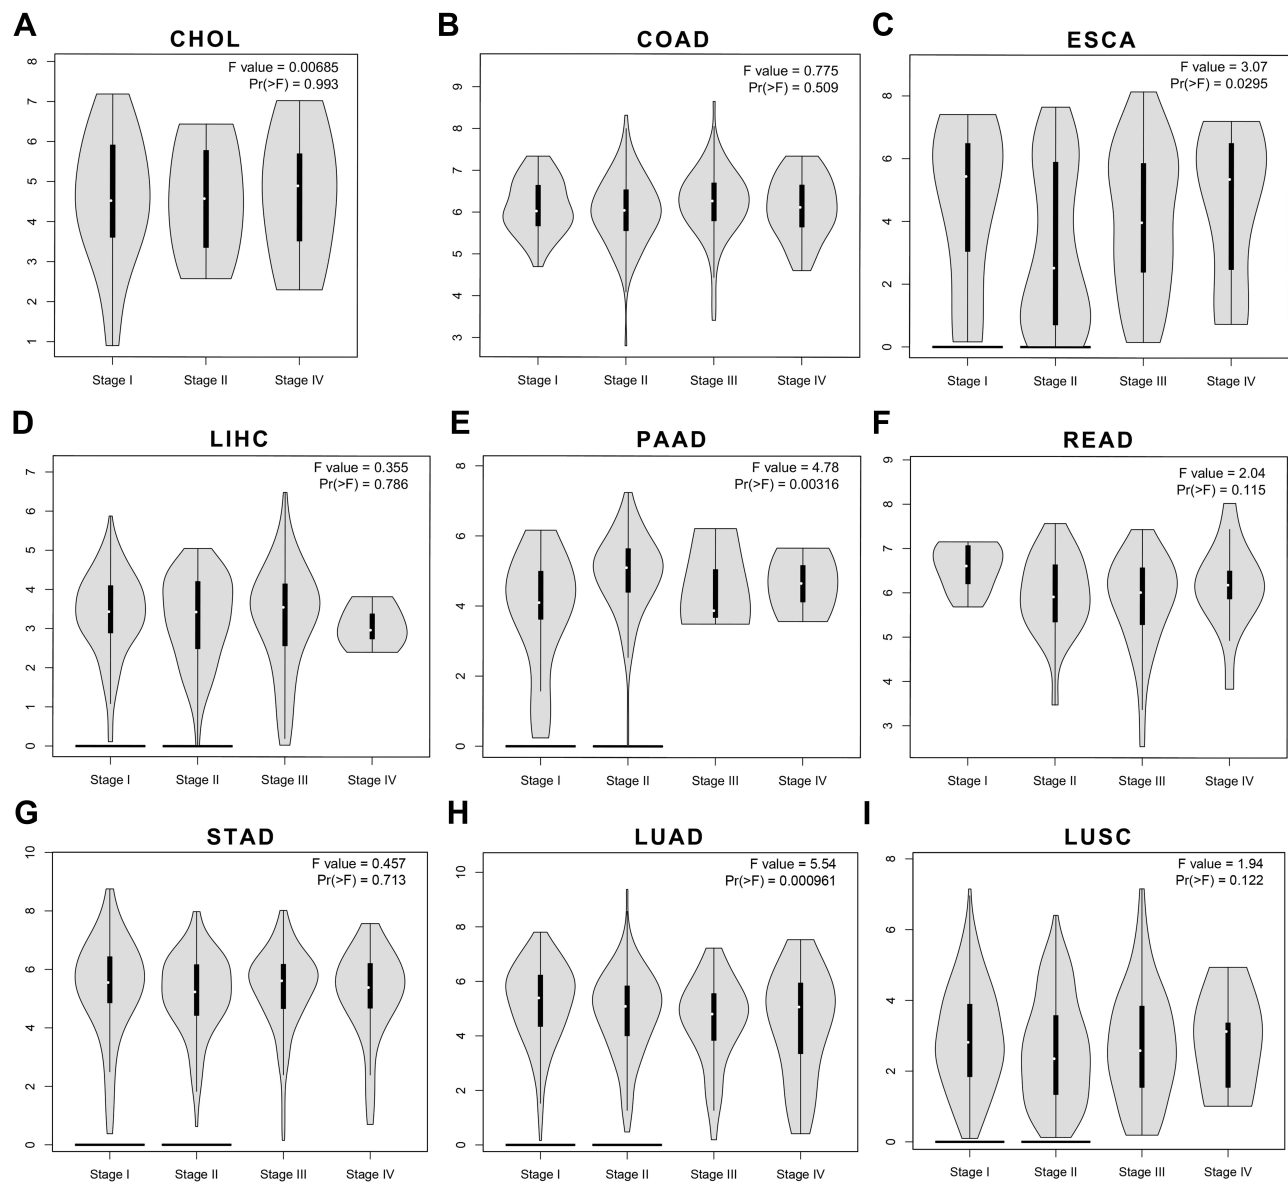 A
CHOL
F value = 0.00685
Pr(>F) = 0.993
8
7
6
5
4
3
2
1
Stage I Stage II Stage IV
B
COAD
F value = 0.775
Pr(>F) = 0.509
9
8
7
6
5
4
3
Stage I Stage II Stage III Stage IV
C
ESCA
F value = 3.07
Pr(>F) = 0.0295
8
6
4
2
0
Stage I Stage II Stage III Stage IV
D
LIHC
F value = 0.355
Pr(>F) = 0.786
7
6
5
4
3
2
1
0
Stage I Stage II Stage III Stage IV
E
PAAD
F value = 4.78
Pr(>F) = 0.00316
8
6
4
2
0
Stage I Stage II Stage III Stage IV
F
READ
F value = 2.04
Pr(>F) = 0.115
9
8
7
6
5
4
3
Stage I Stage II Stage III Stage IV
G
STAD
F value = 0.457
Pr(>F) = 0.713
10
8
6
4
2
0
Stage I Stage II Stage III Stage IV
H
LUAD
F value = 5.54
Pr(>F) = 0.000961
10
8
6
4
2
0
Stage I Stage II Stage III Stage IV
I
LUSC
F value = 1.94
Pr(>F) = 0.122
8
6
4
2
0
Stage I Stage II Stage III Stage IV